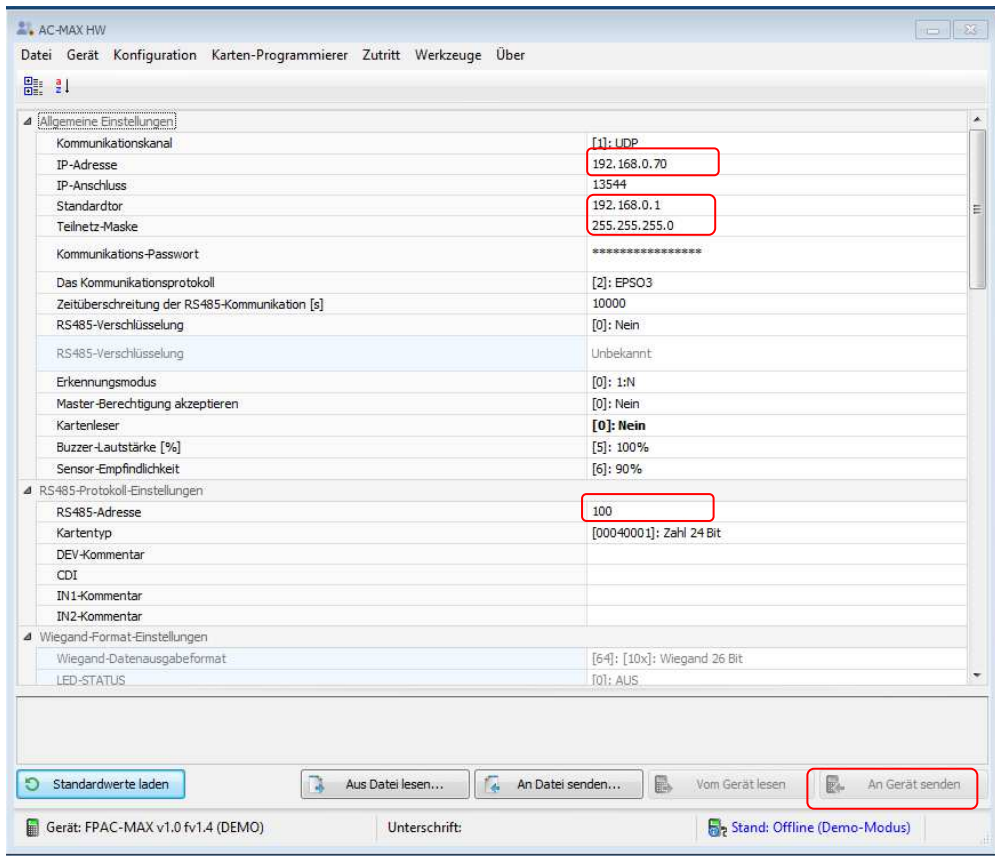 AC-MAX HW
Datei Gerät Konfiguration Karten-Programmierer Zutritt Werkzeuge Über
Allgemeine Einstellungen
Kommunikationskanal [1]: UDP
IP-Adresse 192.168.0.70
IP-Anschluss 13544
Standardtor 192.168.0.1
Teilnetz-Maske 255.255.255.0
Kommunikations-Passwort ****************
Das Kommunikationsprotokoll [2]: EPSO3
Zeitüberschreitung der RS485-Kommunikation [s] 10000
RS485-Verschlüsselung [0]: Nein
RS485-Verschlüsselung Unbekannt
Erkennungsmodus [0]: 1:N
Master-Berechtigung akzeptieren [0]: Nein
Kartenleser [0]: Nein
Buzzer-Lautstärke [%] [5]: 100%
Sensor-Empfindlichkeit [6]: 90%
RS485-Protokoll-Einstellungen
RS485-Adresse 100
Kartentyp [00040001]: Zahl 24 Bit
DEV-Kommentar
CDI
IN1-Kommentar
IN2-Kommentar
Wiegand-Format-Einstellungen
Wiegand-Datenausgabeformat [64]: [10x]: Wiegand 26 Bit
LED-STATUS [0]: AUS
Standardwerte laden Aus Datei lesen... An Datei senden... Vom Gerät lesen An Gerät senden
Gerät: FPAC-MAX v1.0 fv1.4 (DEMO) Unterschrift: Stand: Offline (Demo-Modus)